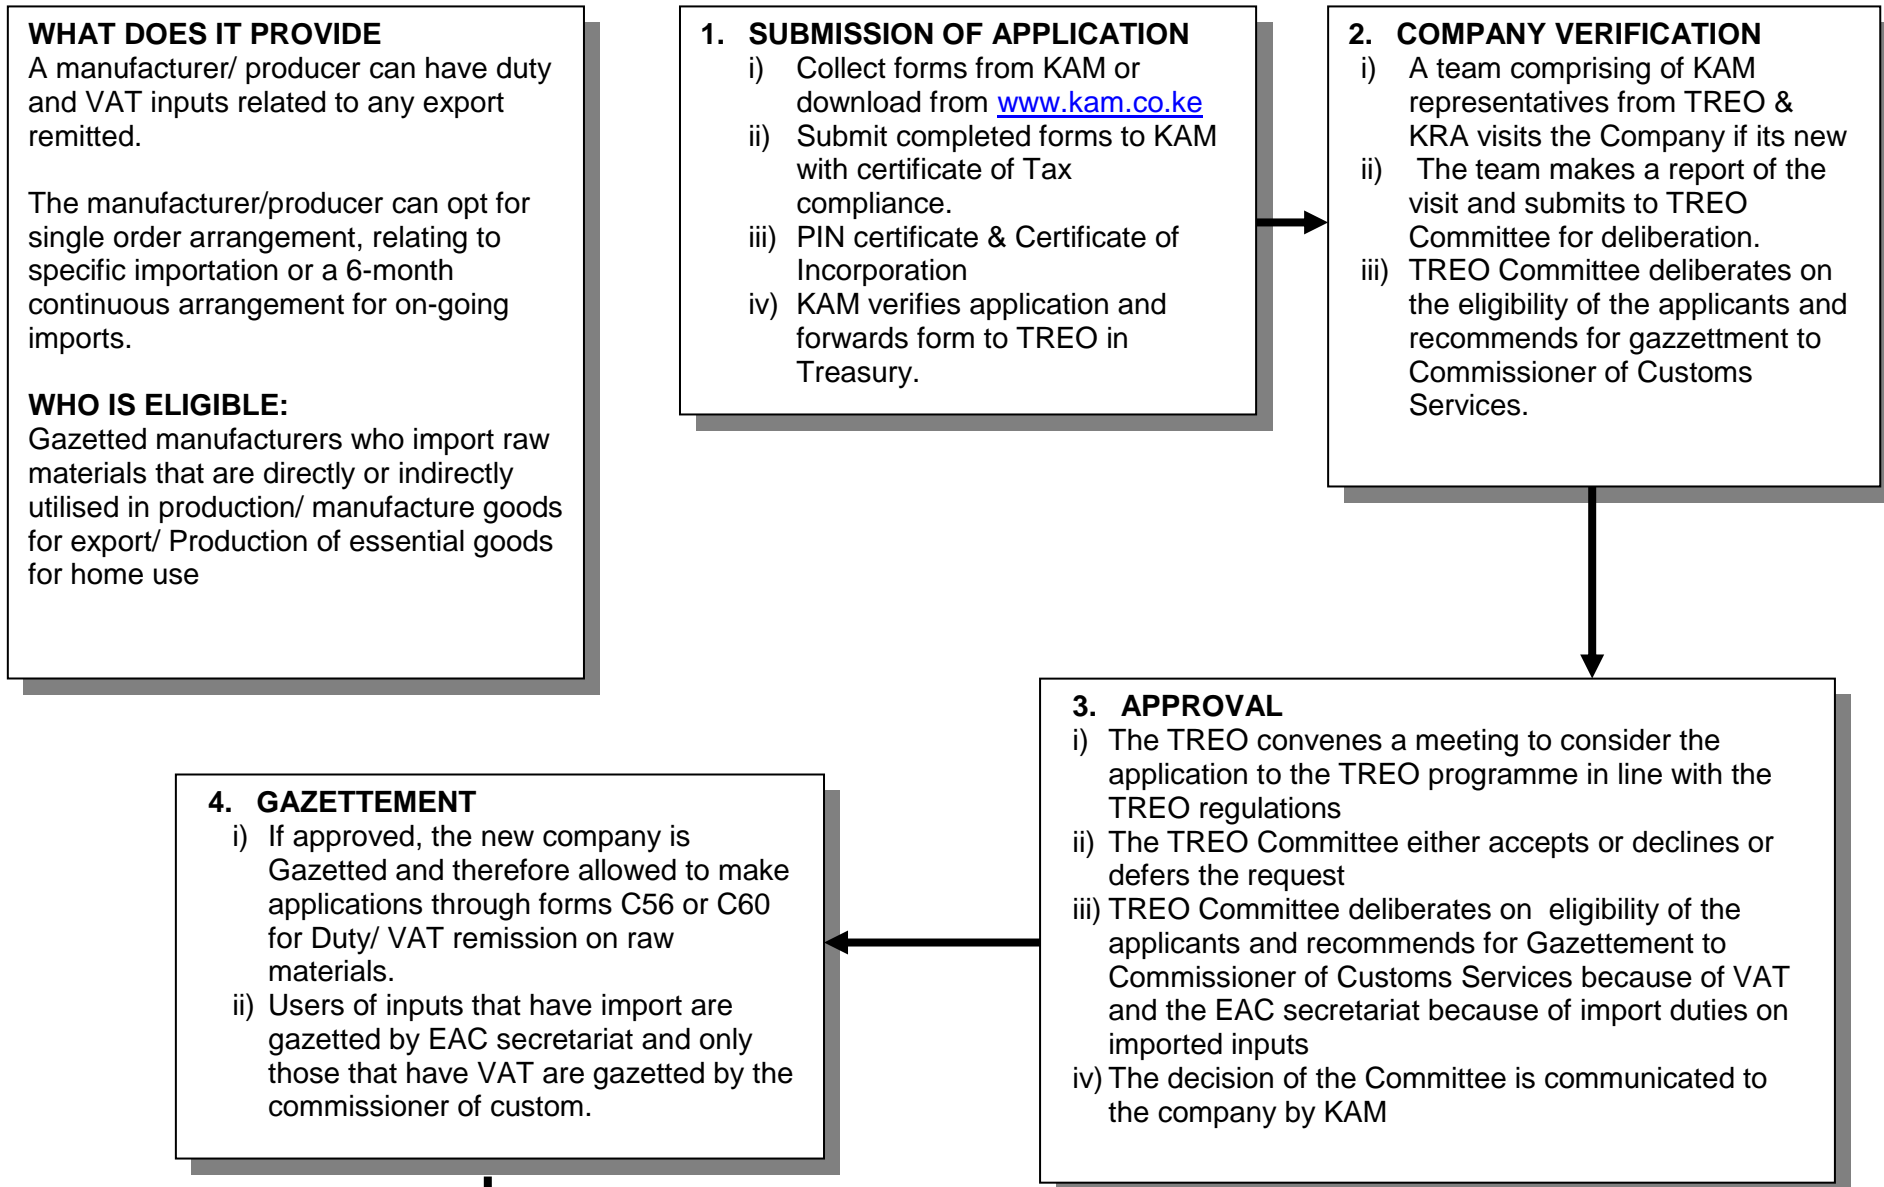 WHAT DOES IT PROVIDE
A manufacturer/ producer can have duty
and VAT inputs related to any export
remitted.
The manufacturer/producer can opt for
single order arrangement, relating to
specific importation or a 6-month
continuous arrangement for on-going
imports.
WHO IS ELIGIBLE:
Gazetted manufacturers who import raw
materials that are directly or indirectly
utilised in production/ manufacture goods
for export/ Production of essential goods
for home use
1. SUBMISSION OF APPLICATION
i) Collect forms from KAM or
download from www.kam.co.ke
ii) Submit completed forms to KAM
with certificate of Tax
compliance.
iii) PIN certificate & Certificate of
Incorporation
iv) KAM verifies application and
forwards form to TREO in
Treasury.
2. COMPANY VERIFICATION
i) A team comprising of KAM
representatives from TREO &
KRA visits the Company if its new
ii) The team makes a report of the
visit and submits to TREO
Committee for deliberation.
iii) TREO Committee deliberates on
the eligibility of the applicants and
recommends for gazzettment to
Commissioner of Customs
Services.
3. APPROVAL
i) The TREO convenes a meeting to consider the
application to the TREO programme in line with the
TREO regulations
ii) The TREO Committee either accepts or declines or
defers the request
iii) TREO Committee deliberates on eligibility of the
applicants and recommends for Gazettement to
Commissioner of Customs Services because of VAT
and the EAC secretariat because of import duties on
imported inputs
iv) The decision of the Committee is communicated to
the company by KAM
4. GAZETTEMENT
i) If approved, the new company is
Gazetted and therefore allowed to make
applications through forms C56 or C60
for Duty/ VAT remission on raw
materials.
ii) Users of inputs that have import are
gazetted by EAC secretariat and only
those that have VAT are gazetted by the
commissioner of custom.